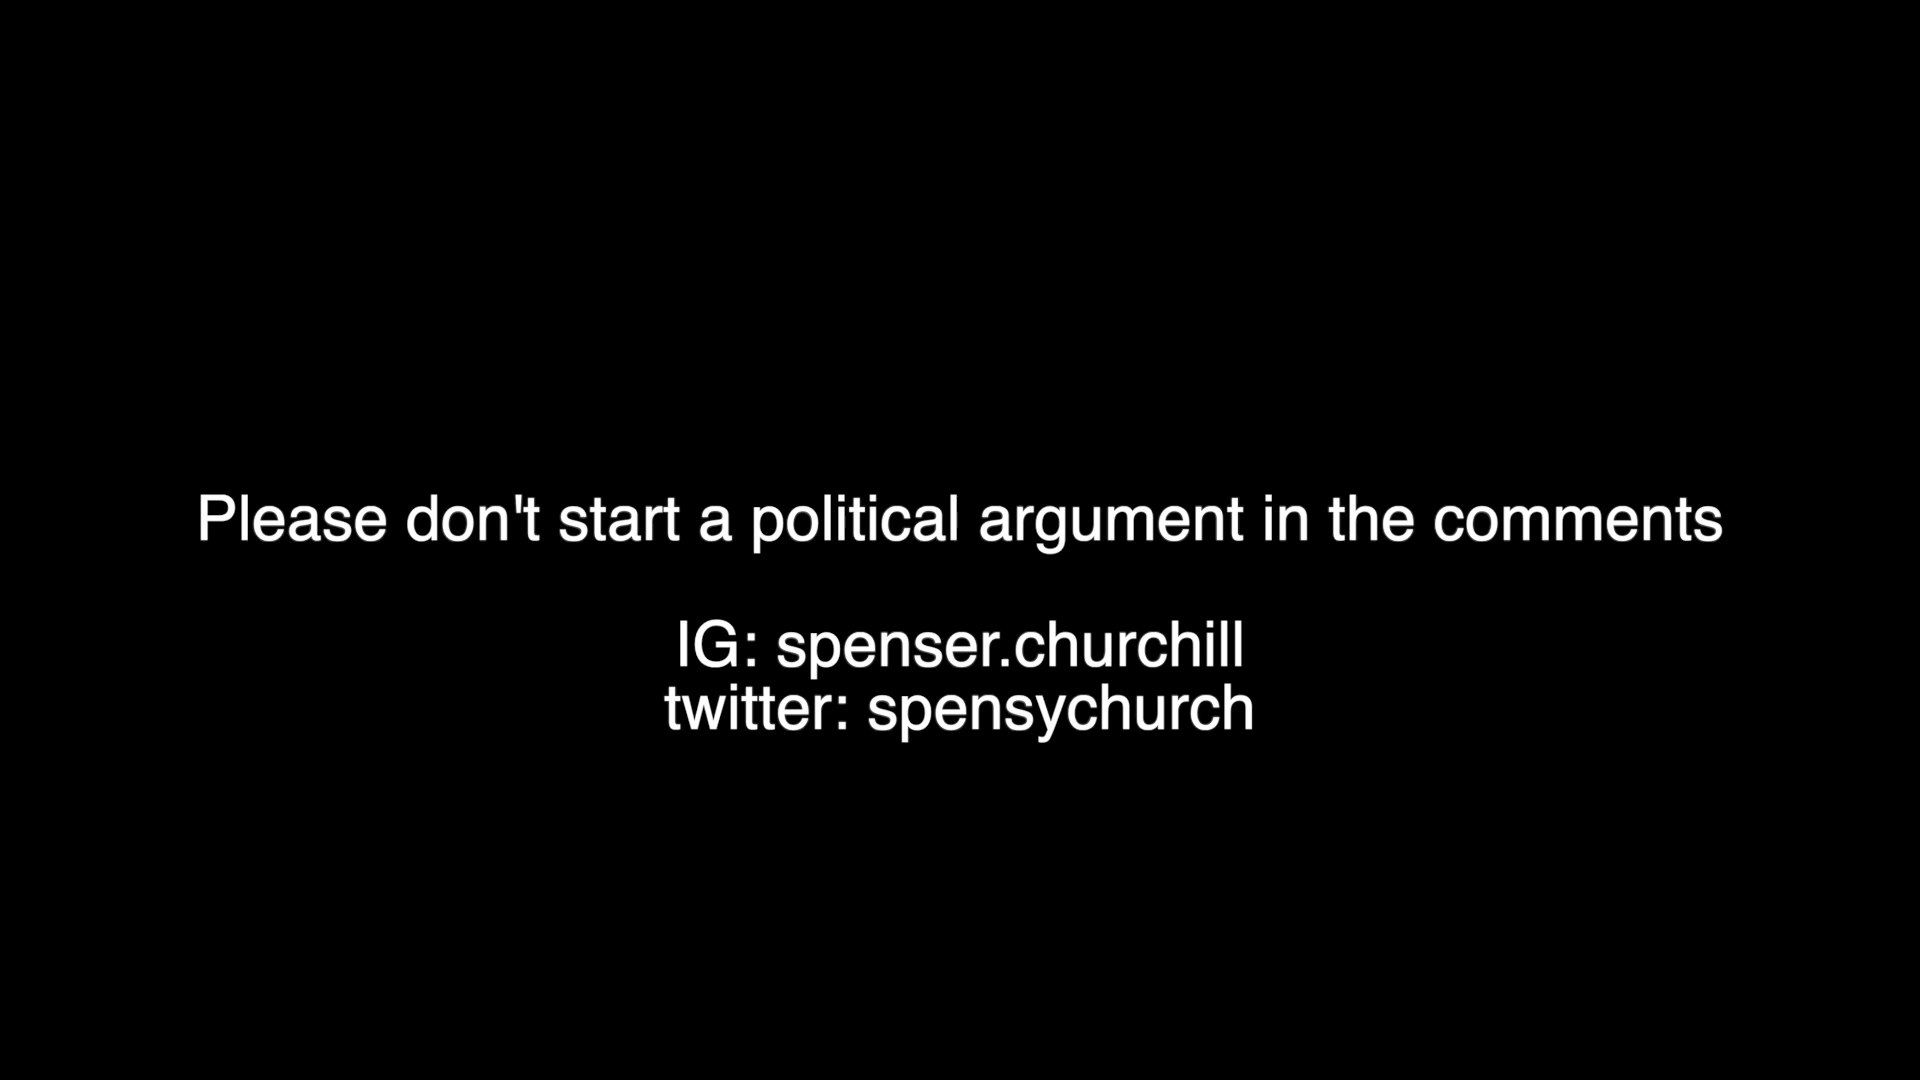 Please don't start a political argument in the comments
IG: spenser.churchill
twitter: spensychurch